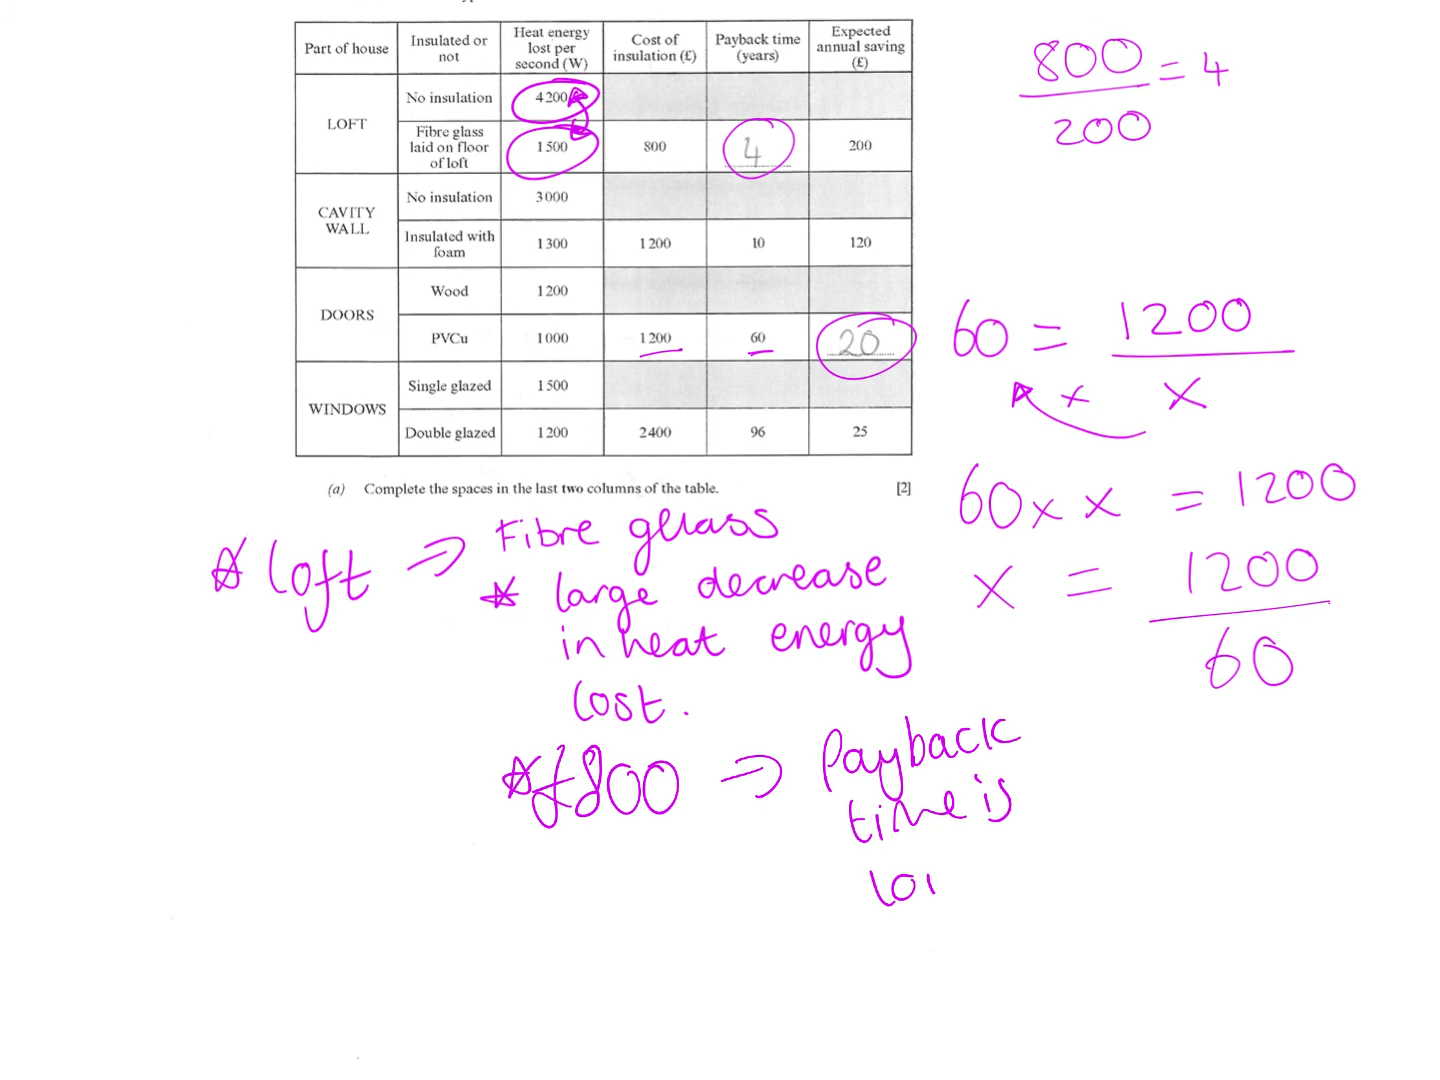 Part of house
Insulated or not
Heat energy lost per second (W)
Cost of insulation (£)
Payback time (years)
Expected annual saving (£)
LOFT
No insulation
4200
Fibre glass laid on floor of loft
1500
800
4
200
CAVITY WALL
No insulation
3000
Insulated with foam
1300
1200
10
120
DOORS
Wood
1200
PVCu
1000
1200
60
20
WINDOWS
Single glazed
1500
Double glazed
1200
2400
96
25
(a) Complete the spaces in the last two columns of the table. [2]
800
= 4
200
60 = 1200
x x
60 x x = 1200
x = 1200
60
loft ⇒ Fibre glass
* large decrease
in heat energy
lost.
£800 ⇒ Payback
time is